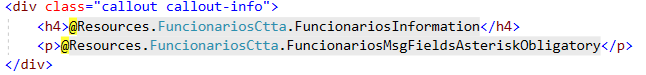 <div class="callout callout-info">
<h4>@Resources.FuncionariosCtta.FuncionariosInformation</h4>
<p>@Resources.FuncionariosCtta.FuncionariosMsgFieldsAsteriskObligatory</p>
</div>